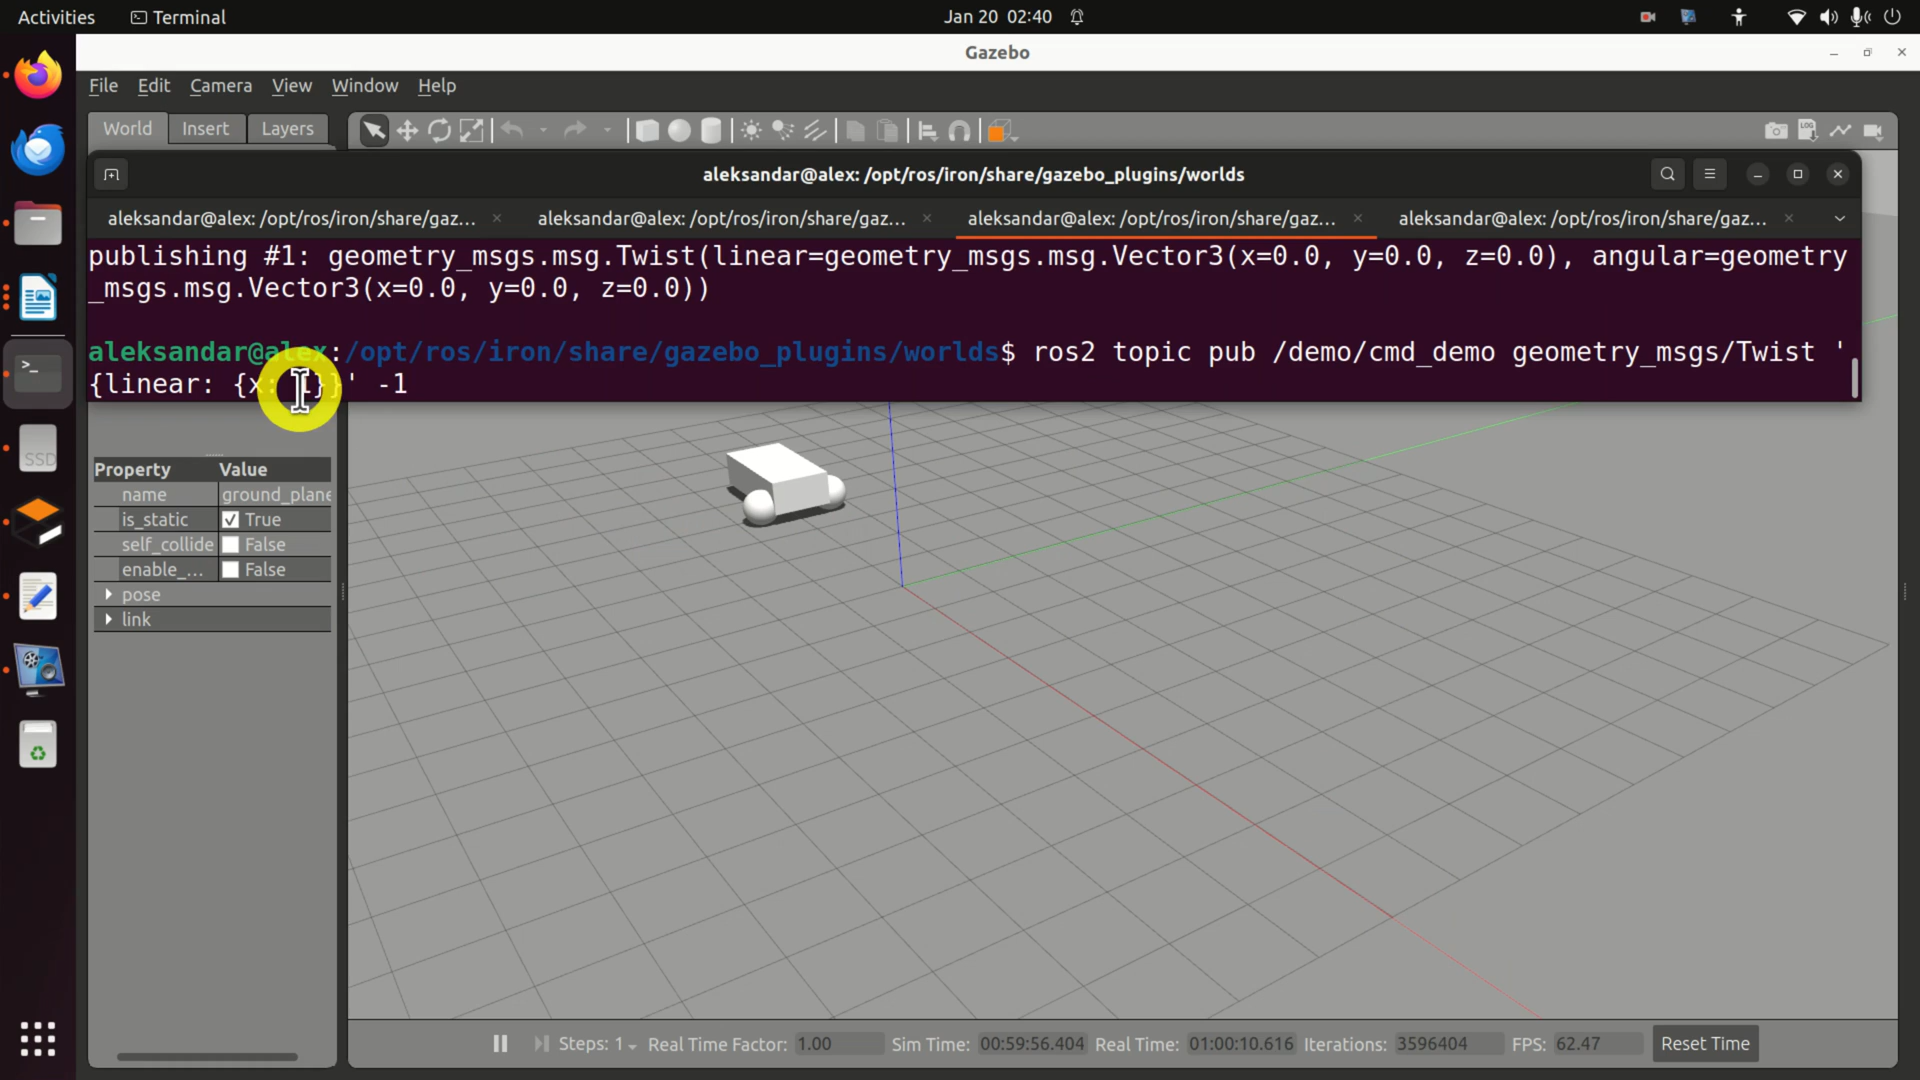 Activities
Terminal
Jan 20 02:40
Gazebo
File Edit Camera View Window Help
World Insert Layers
LOG
aleksandar@alex: /opt/ros/iron/share/gazebo_plugins/worlds
aleksandar@alex: /opt/ros/iron/share/gaz...
aleksandar@alex: /opt/ros/iron/share/gaz...
aleksandar@alex: /opt/ros/iron/share/gaz...
aleksandar@alex: /opt/ros/iron/share/gaz...
publishing #1: geometry_msgs.msg.Twist(linear=geometry_msgs.msg.Vector3(x=0.0, y=0.0, z=0.0), angular=geometry
_msgs.msg.Vector3(x=0.0, y=0.0, z=0.0))
aleksandar@alex:/opt/ros/iron/share/gazebo_plugins/worlds$ ros2 topic pub /demo/cmd_demo geometry_msgs/Twist '
{linear: {x: 1}}' -1
SSD
Property Value
name ground_plane
is_static True
self_collide False
enable_... False
pose
link
Steps: 1 Real Time Factor: 1.00 Sim Time: 00:59:56.404 Real Time: 01:00:10.616 Iterations: 3596404 FPS: 62.47 Reset Time